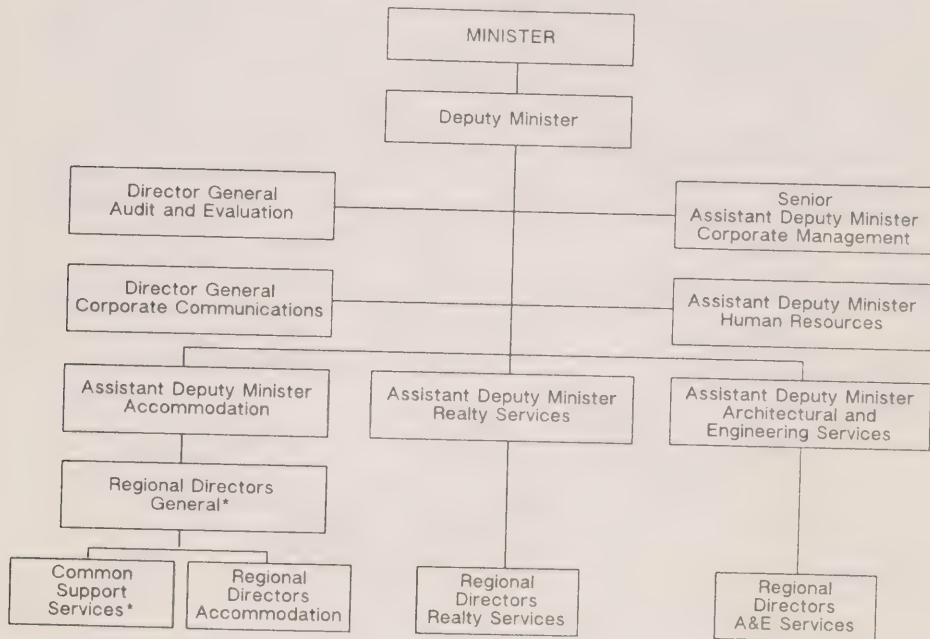 MINISTER
Deputy Minister
Director General
Audit and Evaluation
Senior
Assistant Deputy Minister
Corporate Management
Director General
Corporate Communications
Assistant Deputy Minister
Human Resources
Assistant Deputy Minister
Accommodation
Assistant Deputy Minister
Realty Services
Assistant Deputy Minister
Architectural and
Engineering Services
Regional Directors
General*
Common
Support
Services*
Regional
Directors
Accommodation
Regional
Directors
Realty Services
Regional
Directors
A&E Services